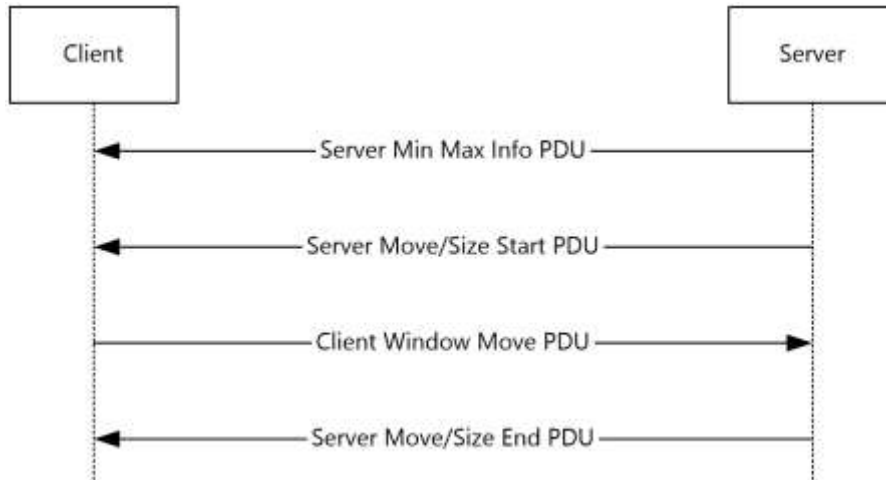 Client
Server
Server Min Max Info PDU
Server Move/Size Start PDU
Client Window Move PDU
Server Move/Size End PDU